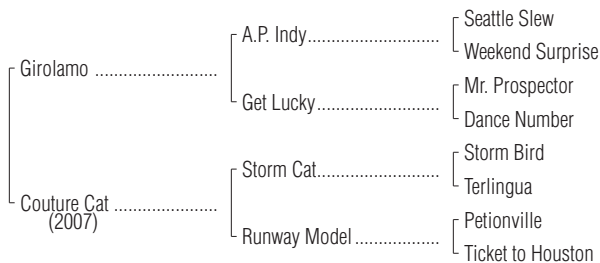 Seattle Slew
A.P. Indy..............................
Weekend Surprise
Girolamo ............................
Mr. Prospector
Get Lucky............................
Dance Number
Storm Bird
Storm Cat............................
Terlingua
Couture Cat .......................
(2007)
Petionville
Runway Model ...................
Ticket to Houston